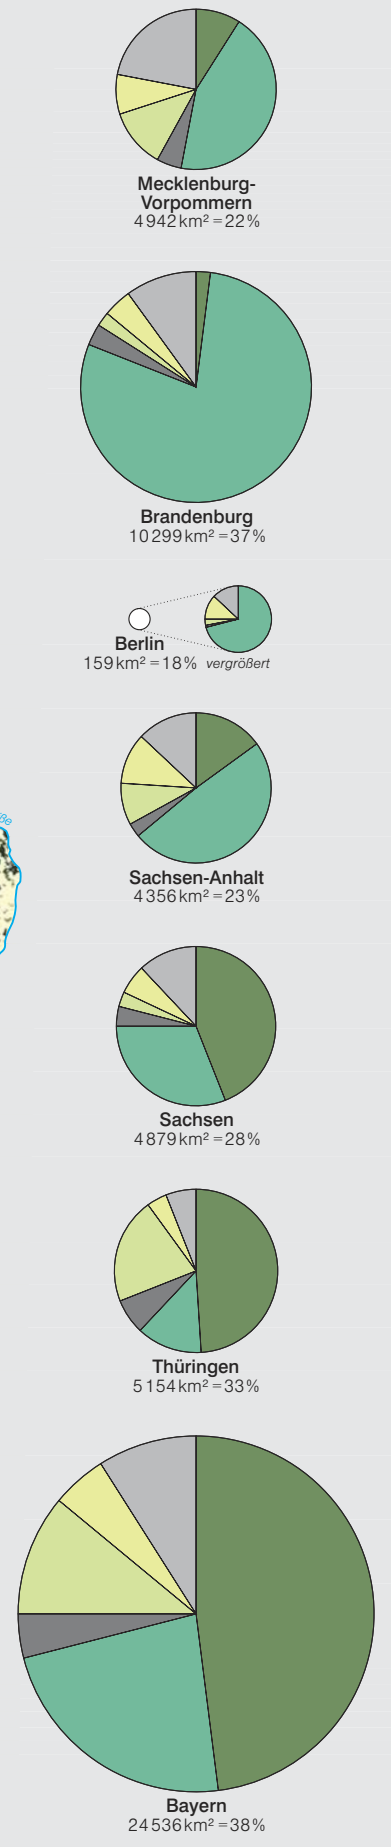 Mecklenburg-
Vorpommern
4942 km² = 22 %
Brandenburg
10299 km² = 37 %
Berlin
159 km² = 18 % vergrößert
Sachsen-Anhalt
4356 km² = 23 %
Sachsen
4879 km² = 28 %
Thüringen
5154 km² = 33 %
Bayern
24536 km² = 38 %